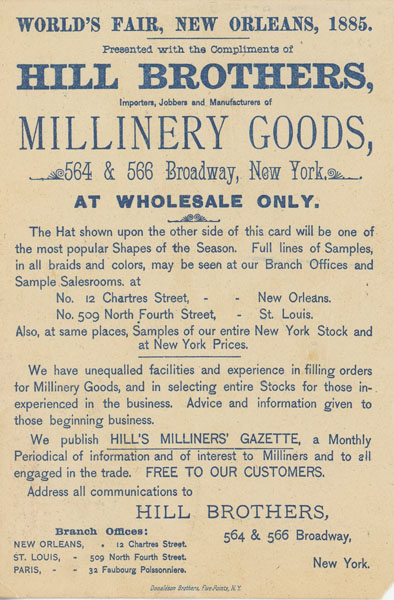 WORLD'S FAIR, NEW ORLEANS, 1885.
Presented with the Compliments of
HILL BROTHERS,
Importers, Jobbers and Manufacturers of
MILLINERY GOODS,
564 & 566 Broadway, New York,
AT WHOLESALE ONLY.
The Hat shown upon the other side of this card will be one of
the most popular Shapes of the Season. Full lines of Samples,
in all braids and colors, may be seen at our Branch Offices and
Sample Salesrooms. at
No. 12 Chartres Street, - - New Orleans.
No. 509 North Fourth Street, - St. Louis.
Also, at same places, Samples of our entire New York Stock and
at New York Prices.
We have unequalled facilities and experience in filling orders
for Millinery Goods, and in selecting entire Stocks for those in-
experienced in the business. Advice and information given to
those beginning business.
We publish HILL'S MILLINERS' GAZETTE, a Monthly
Periodical of information and of interest to Milliners and to all
engaged in the trade. FREE TO OUR CUSTOMERS.
Address all communications to
HILL BROTHERS,
564 & 566 Broadway,
New York.
Branch Offices:
NEW ORLEANS, • 12 Chartres Street.
ST. LOUIS, - 509 North Fourth Street.
PARIS, - - 32 Faubourg Poissonniere.
Donaldson Brothers, Five-Points, N.Y.